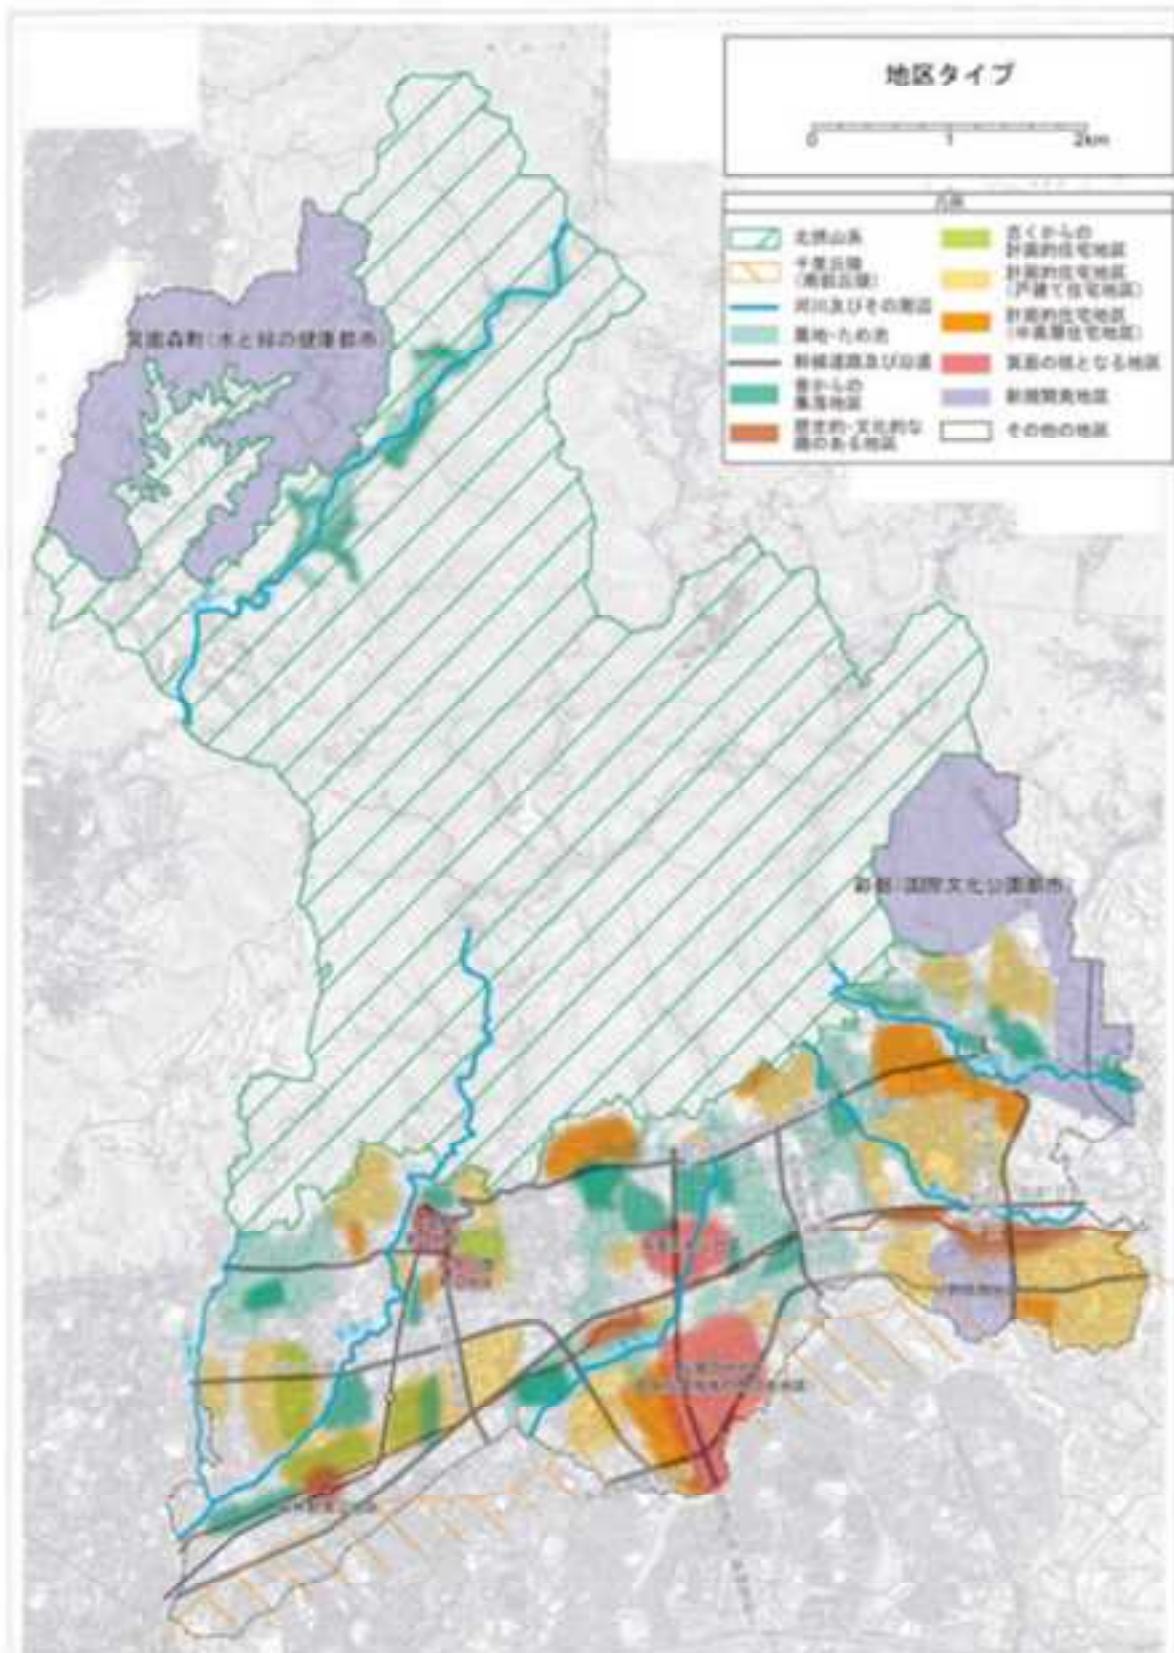 地区タイプ
0 1 2km
凡例
北摂山系
千里丘陵
(南部丘陵)
河川及びその周辺
農地・ため池
幹線道路及び沿道
昔からの
集落地区
歴史的・文化的な
趣のある地区
古くからの
計画的住宅地区
計画的住宅地区
(戸建て住宅地区)
計画的住宅地区
(中高層住宅地区)
箕面の核となる地区
新規開発地区
その他の地区
箕面森町(水と緑の健康都市)
彩都(国際文化公園都市)